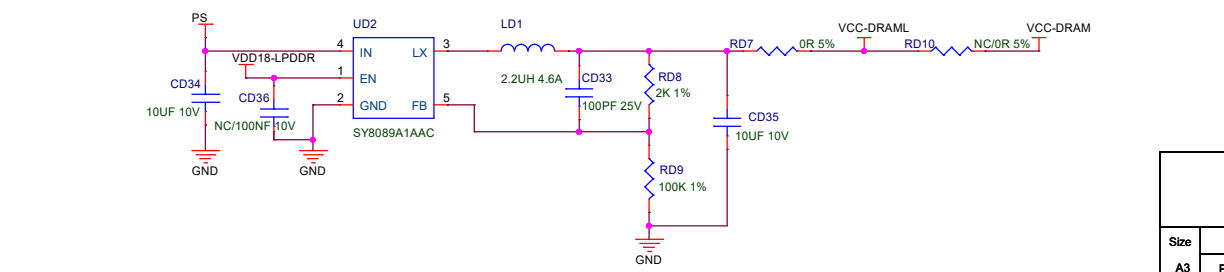 PS
UD2
LD1
VCC-DRAML
VCC-DRAM
4
IN
LX
3
RD7
0R 5%
RD10
NC/0R 5%
VDD18-LPDDR
1
EN
2.2UH 4.6A
CD33
RD8
2K 1%
CD34
10UF 10V
CD36
NC/100NF 10V
2
GND
FB
5
100PF 25V
SY8089A1AAC
CD35
10UF 10V
RD9
100K 1%
GND
GND
GND
Size
A3